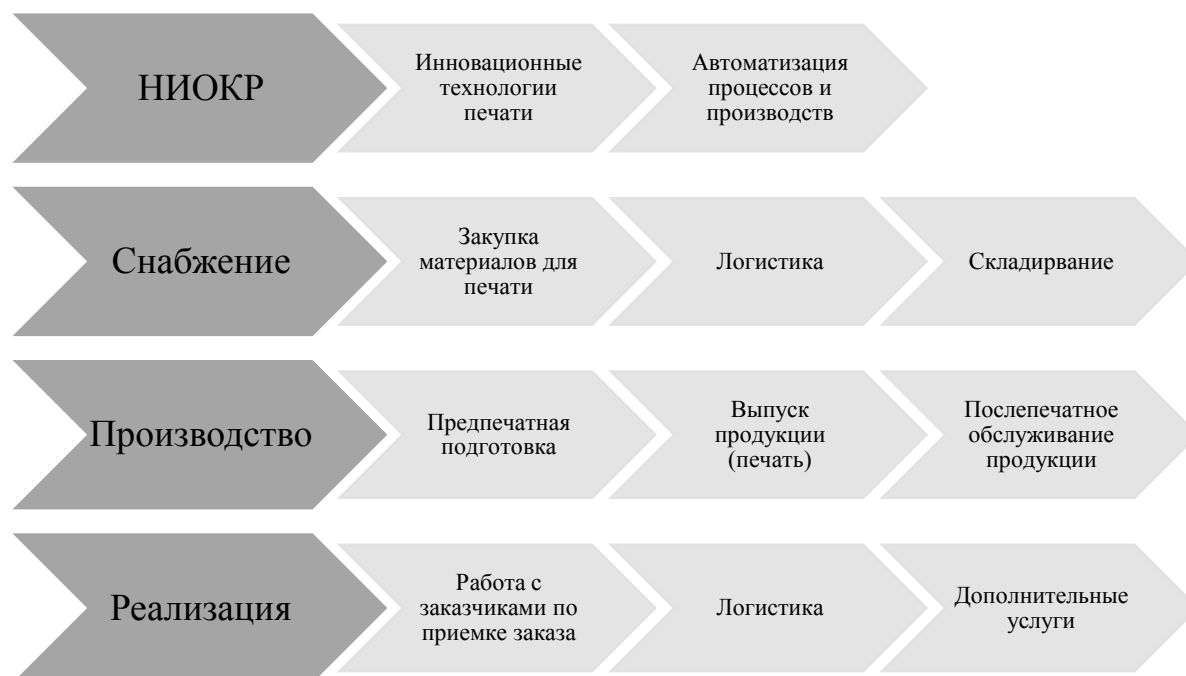 НИОКР
Инновационные
технологии
печати
Автоматизация
процессов и
производств
Снабжение
Закупка
материалов для
печати
Логистика
Складирвание
Производство
Предпечатная
подготовка
Выпуск
продукции
(печать)
Послепечатное
обслуживание
продукции
Реализация
Работа с
заказчиками по
приемке заказа
Логистика
Дополнительные
услуги